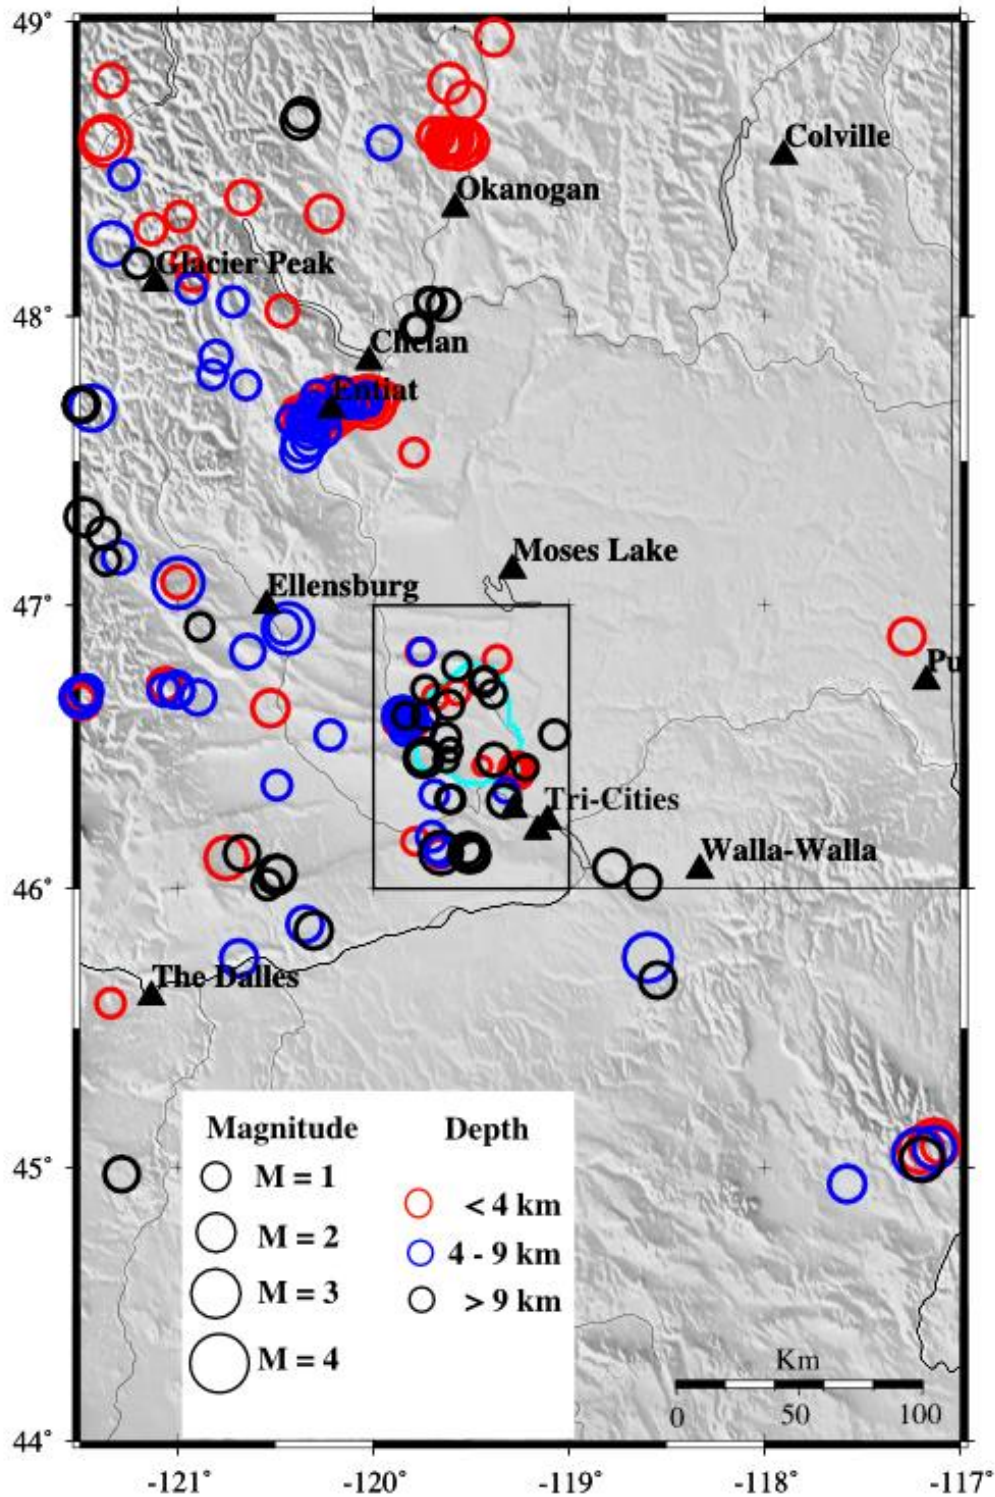 49°
Colville
Okanogan
Glacier Peak
48°
Chelan
Entiat
Moses Lake
Ellensburg
47°
Pu
Tri-Cities
Walla-Walla
46°
The Dalles
Magnitude
Depth
45°
M = 1
< 4 km
M = 2
4 - 9 km
M = 3
> 9 km
M = 4
Km
0 50 100
44°
-121° -120° -119° -118° -117°